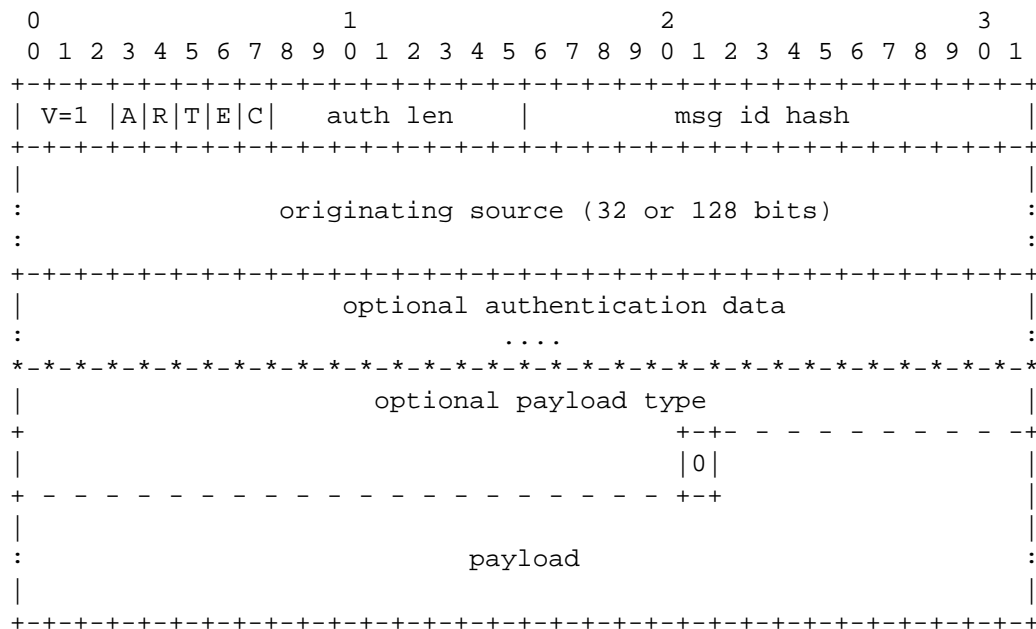 0                   1                   2                   3
 0 1 2 3 4 5 6 7 8 9 0 1 2 3 4 5 6 7 8 9 0 1 2 3 4 5 6 7 8 9 0 1
+-+-+-+-+-+-+-+-+-+-+-+-+-+-+-+-+-+-+-+-+-+-+-+-+-+-+-+-+-+-+-+-+
| V=1 |A|R|T|E|C|   auth len    |         msg id hash           |
+-+-+-+-+-+-+-+-+-+-+-+-+-+-+-+-+-+-+-+-+-+-+-+-+-+-+-+-+-+-+-+-+
|                                                               |
:                originating source (32 or 128 bits)            :
:                                                               :
+-+-+-+-+-+-+-+-+-+-+-+-+-+-+-+-+-+-+-+-+-+-+-+-+-+-+-+-+-+-+-+-+
|                    optional authentication data               |
:                              ....                             :
*-*-*-*-*-*-*-*-*-*-*-*-*-*-*-*-*-*-*-*-*-*-*-*-*-*-*-*-*-*-*-*-*
|                      optional payload type                    |
+                                         +-+- - - - - - - - - -+
|                                         |0|                   |
+ - - - - - - - - - - - - - - - - - - - - +-+                   |
|                                                               |
:                            payload                            :
|                                                               |
+-+-+-+-+-+-+-+-+-+-+-+-+-+-+-+-+-+-+-+-+-+-+-+-+-+-+-+-+-+-+-+-+